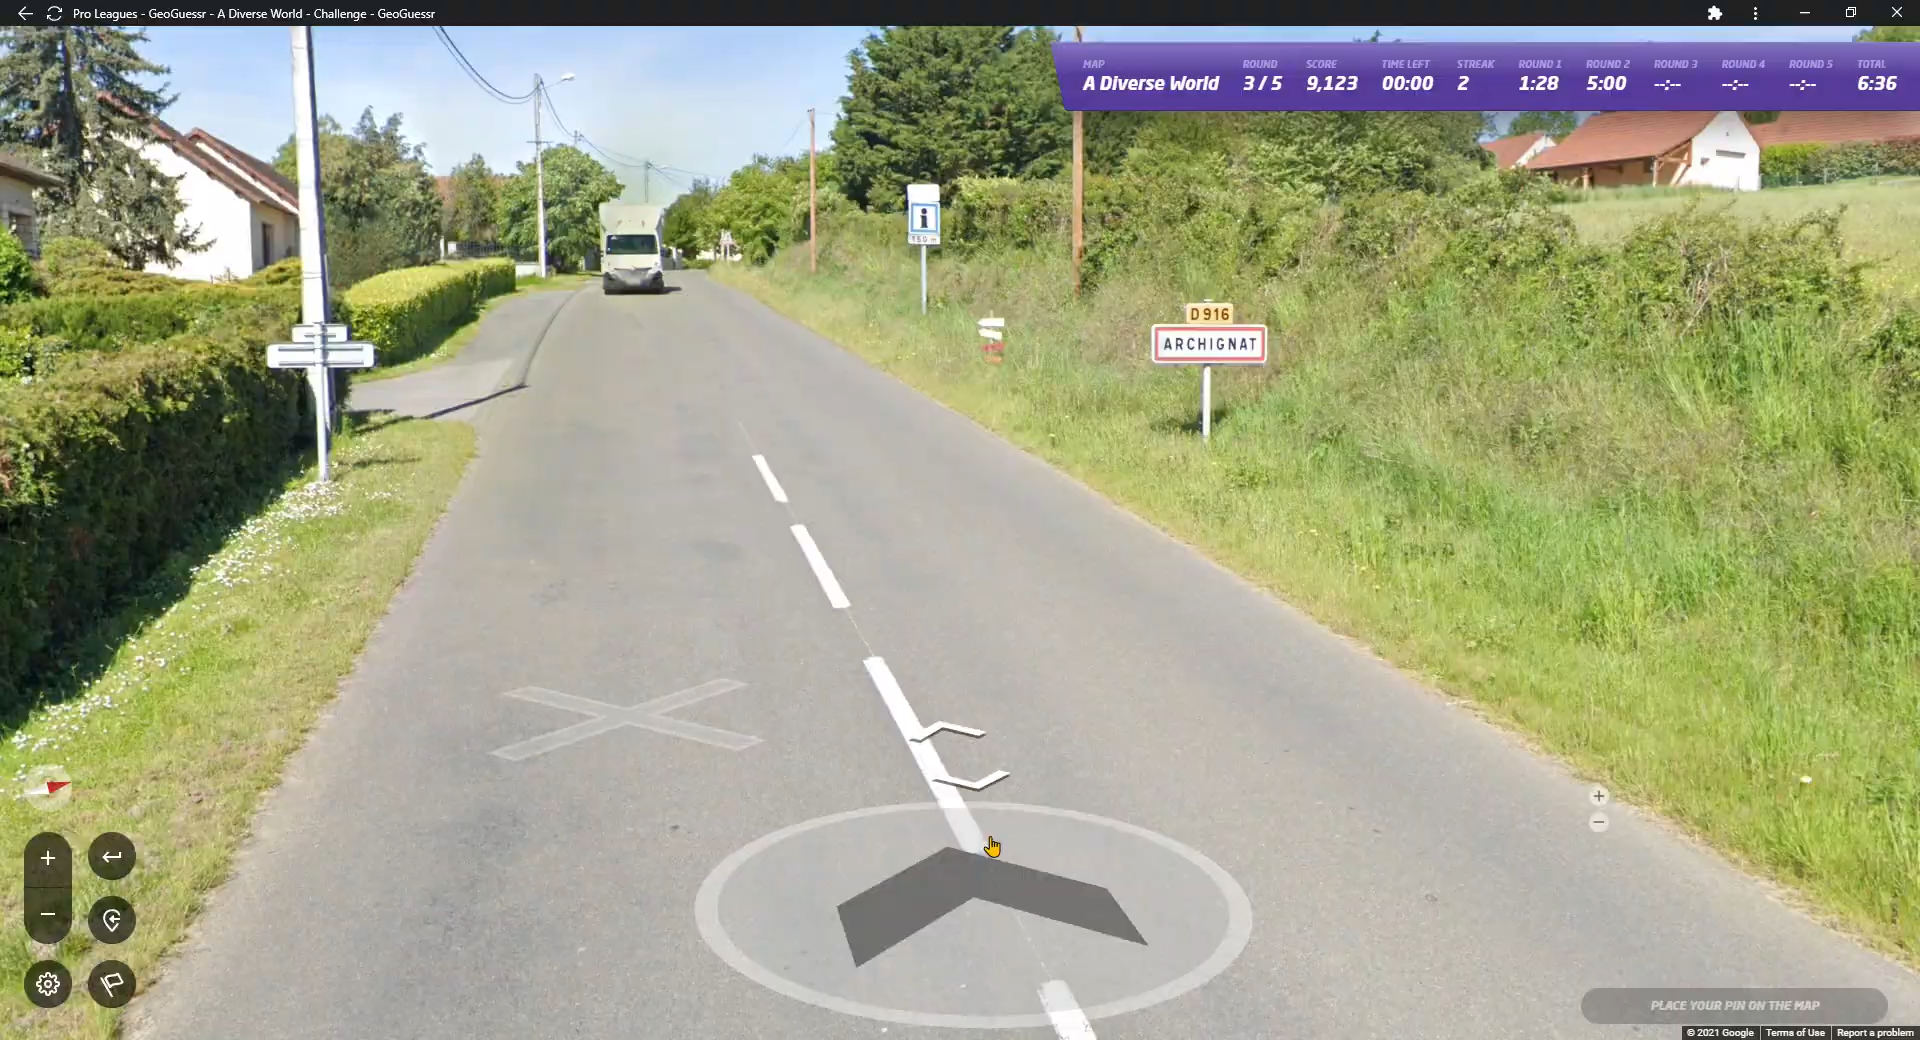 Pro Leagues - GeoGuessr - A Diverse World - Challenge - GeoGuessr
MAP
A Diverse World
ROUND
3 / 5
SCORE
9,123
TIME LEFT
00:00
STREAK
2
ROUND 1
1:28
ROUND 2
5:00
ROUND 3
--:--
ROUND 4
--:--
ROUND 5
--:--
TOTAL
6:36
i
150 m
D 916
ARCHIGNAT
PLACE YOUR PIN ON THE MAP
© 2021 Google
Terms of Use
Report a problem